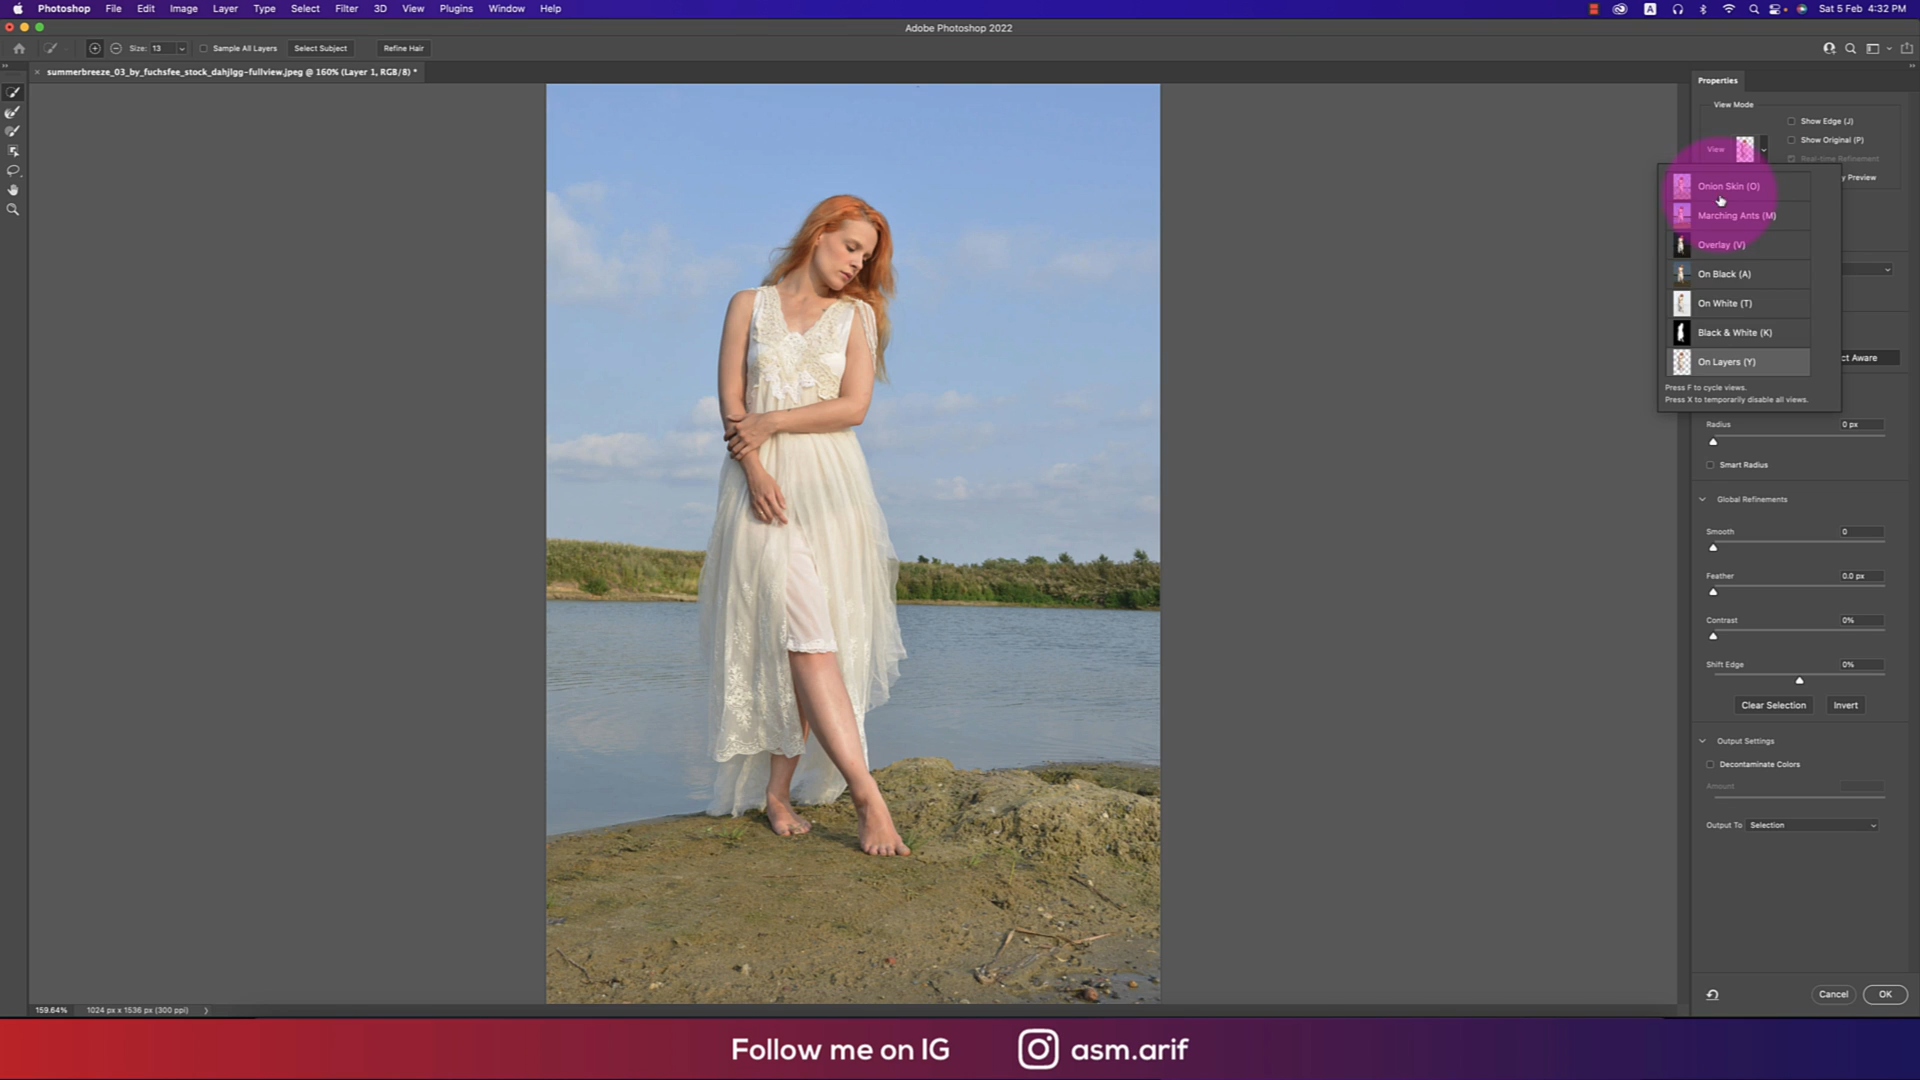 Photoshop File Edit Image Layer Type Select Filter 3D View Plugins Window Help
A Sat 5 Feb 4:32 PM
Adobe Photoshop 2022
Size: 13 Sample All Layers Select Subject Refine Hair
summerbreeze_03_by_fuchsfee_stock_dahjlgg-fullview.jpeg @ 160% (Layer 1, RGB/8) *
Properties
View Mode
Show Edge (J)
Show Original (P)
View
Real-time Refinement
y Preview
Onion Skin (O)
Marching Ants (M)
Overlay (V)
On Black (A)
On White (T)
Black & White (K)
On Layers (Y)
ct Aware
Press F to cycle views.
Press X to temporarily disable all views.
Radius 0 px
Smart Radius
Global Refinements
Smooth 0
Feather 0.0 px
Contrast 0%
Shift Edge 0%
Clear Selection Invert
Output Settings
Decontaminate Colors
Amount
Output To Selection
Cancel OK
159.64% 1024 px x 1536 px (300 ppi)
Follow me on IG asm.arif